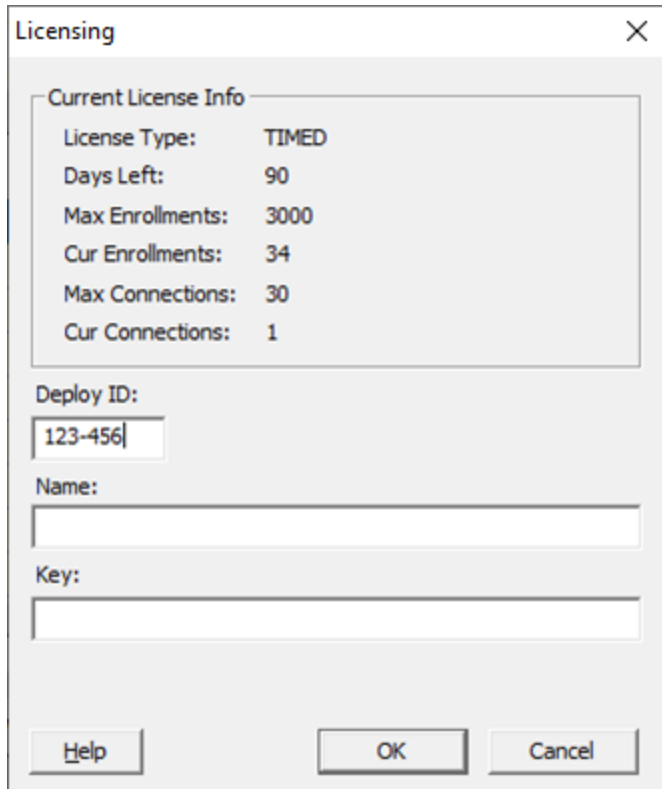 Licensing
Current License Info
License Type: TIMED
Days Left: 90
Max Enrollments: 3000
Cur Enrollments: 34
Max Connections: 30
Cur Connections: 1
Deploy ID:
123-456
Name:
Key:
Help OK Cancel